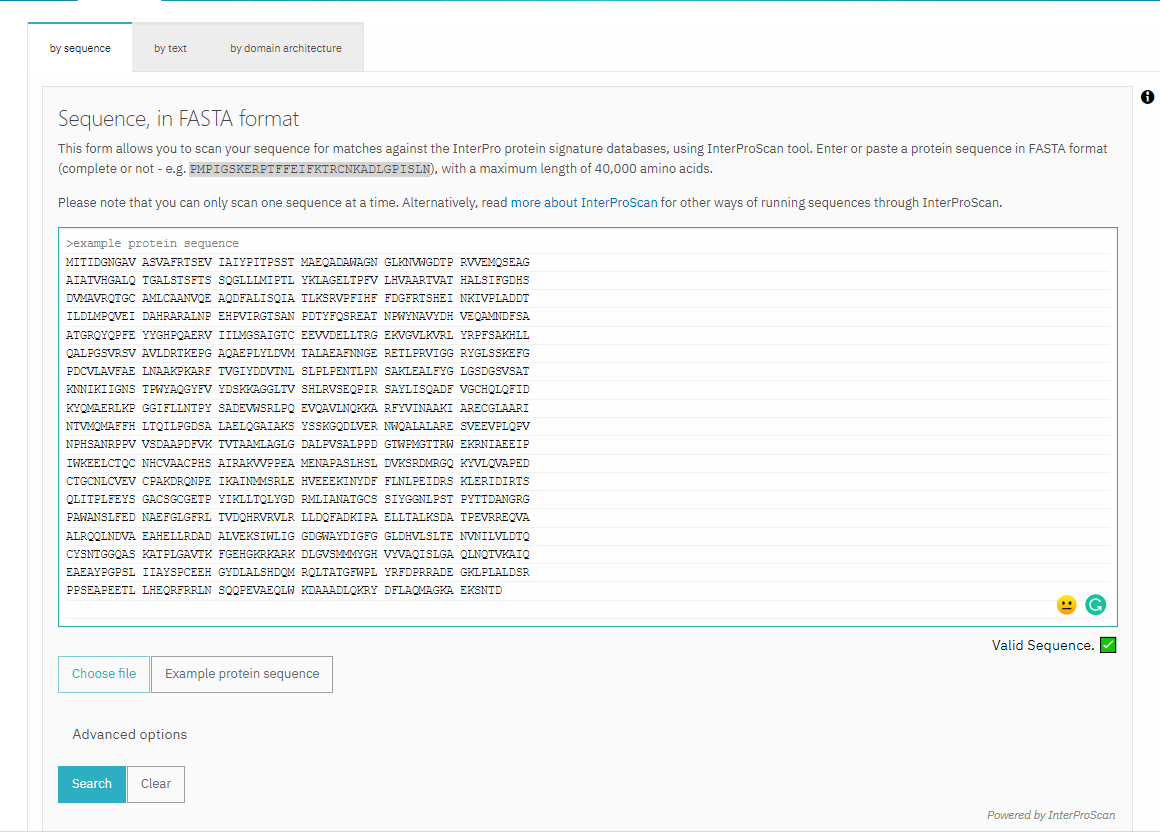 by sequence by text by domain architecture
Sequence, in FASTA format
This form allows you to scan your sequence for matches against the InterPro protein signature databases, using InterProScan tool. Enter or paste a protein sequence in FASTA format
(complete or not - e.g. PMPIGSKERPTFFEIFKTRCNKADLGPISLN), with a maximum length of 40,000 amino acids.
Please note that you can only scan one sequence at a time. Alternatively, read more about InterProScan for other ways of running sequences through InterProScan.
>example protein sequence
MITIDGNGAV ASVAFRTSEV IAIYPITPSST MAEQADAWAGN GLKNVWGDTP RVVEMQSEAG
AIATVHGALQ TGALSTSFTS SQGLLLMIPTL YKLAGELTPFV LHVAARTVAT HALSIFGDHS
DVMAVRQTGC AMLCAANVQE AQDFALISQIA TLKSRVPFIHF FDGFRTSHEI NKIVPLADDT
ILDLMPQVEI DAHRARALNP EHPVIRGTSAN PDTYFQSREAT NPWYNAVYDH VEQAMNDFSA
ATGRQYQPFE YYGHPQAERV IILMGSAIGTC EEVVDELLTRG EKVGVLKVRL YRPFSAKHLL
QALPGSVRSV AVLDRTKEPG AQAEPLYLDVM TALAEAFNNGE RETLPRVIGG RYGLSSKEFG
PDCVLAVFAE LNAAKPKARF TVGIYDDVTNL SLPLPENTLPN SAKLEALFYG LGSDGSVSAT
KNNIKIIGNS TPWYAQGYFV YDSKKAGGLTV SHLRVSEQPIR SAYLISQADF VGCHQLQFID
KYQMAERLKP GGIFLLNTPY SADEVWSRLPQ EVQAVLNQKKA RFYVINAAKI ARECGLAARI
NTVMQMAFFH LTQILPGDSA LAELQGAIAKS YSSKGQDLVER NWQALALARE SVEEVPLQPV
NPHSANRPPV VSDAAPDFVK TVTAAMLAGLG DALPVSALPPD GTWPMGTTRW EKRNIAEEIP
IWKEELCTQC NHCVAACPHS AIRAKVVPPEA MENAPASLHSL DVKSRDMRGQ KYVLQVAPED
CTGCNLCVEV CPAKDRQNPE IKAINMMSRLE HVEEEKINYDF FLNLPEIDRS KLERIDIRTS
QLITPLFEYS GACSGCGETP YIKLLTQLYGD RMLIANATGCS SIYGGNLPST PYTTDANGRG
PAWANSLFED NAEFGLGFRL TVDQHRVRVLR LLDQFADKIPA ELLTALKSDA TPEVRREQVA
ALRQQLNDVA EAHELLRDAD ALVEKSIWLIG GDGWAYDIGFG GLDHVLSLTE NVNILVLDTQ
CYSNTGGQAS KATPLGAVTK FGEHGKRKARK DLGVSMMMYGH VYVAQISLGA QLNQTVKAIQ
EAEAYPGPSL IIAYSPCEEH GYDLALSHDQM RQLTATGFWPL YRFDPRRADE GKLPLALDSR
PPSEAPEETL LHEQRFRRLN SQQPEVAEQLW KDAAADLQKRY DFLAQMAGKA EKSNTD
Valid Sequence.
Choose file Example protein sequence
Advanced options
Search Clear
Powered by InterProScan